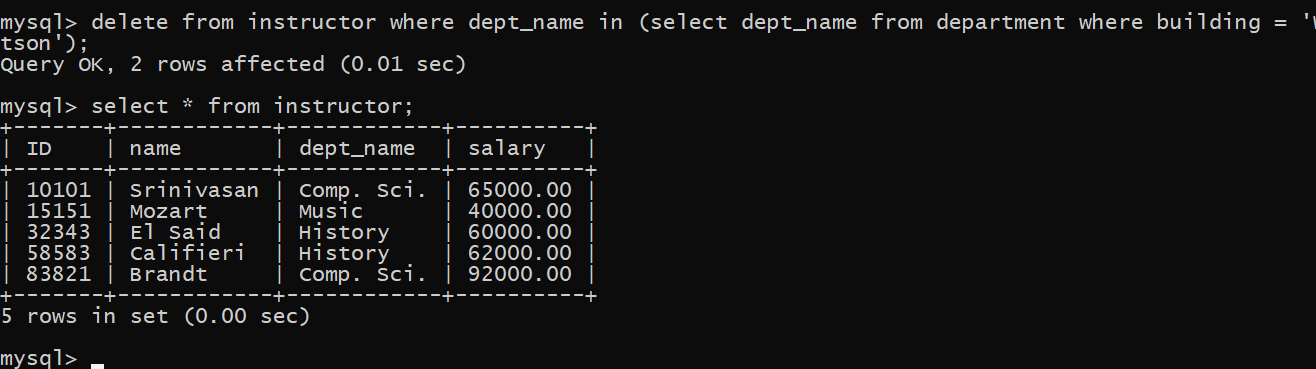 mysql> delete from instructor where dept_name in (select dept_name from department where building = '
tson');
Query OK, 2 rows affected (0.01 sec)
mysql> select * from instructor;
+-------+------------+------------+----------+
| ID    | name       | dept_name  | salary   |
+-------+------------+------------+----------+
| 10101 | Srinivasan | Comp. Sci. | 65000.00 |
| 15151 | Mozart     | Music      | 40000.00 |
| 32343 | El Said    | History    | 60000.00 |
| 58583 | Califieri  | History    | 62000.00 |
| 83821 | Brandt     | Comp. Sci. | 92000.00 |
+-------+------------+------------+----------+
5 rows in set (0.00 sec)
mysql>